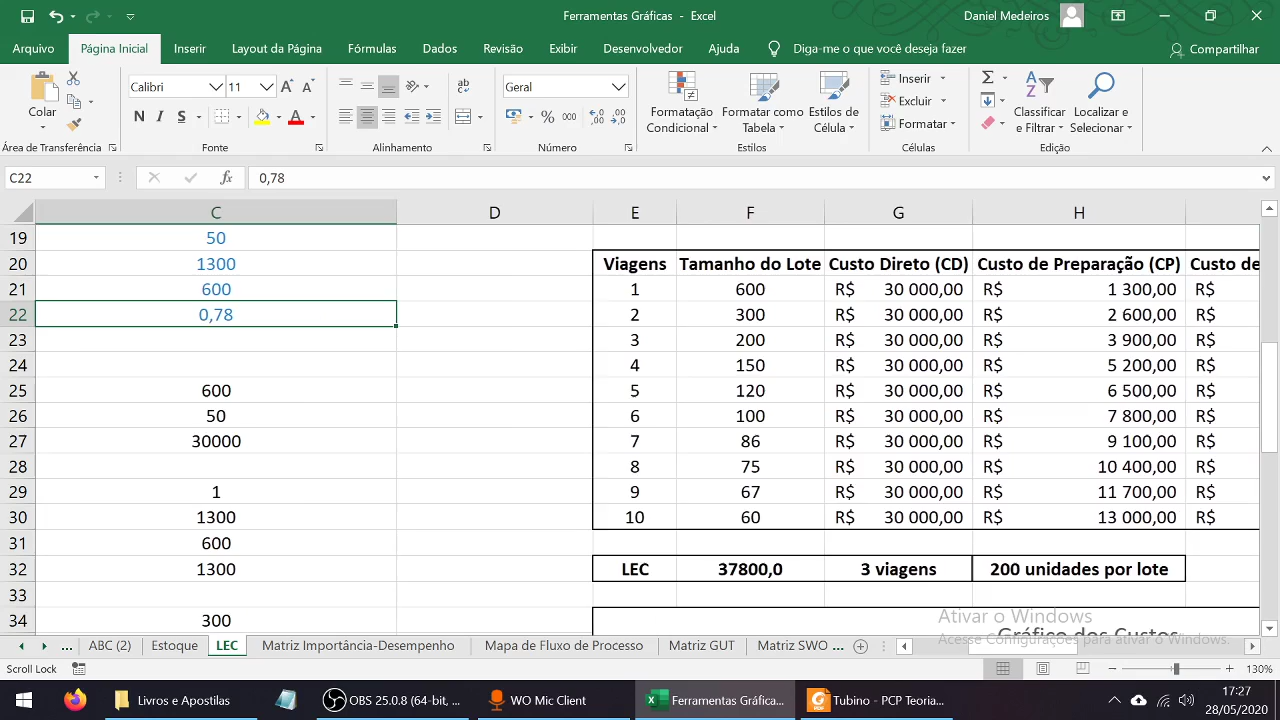 Ferramentas Gráficas - Excel
Daniel Medeiros
Arquivo Página Inicial Inserir Layout da Página Fórmulas Dados Revisão Exibir Desenvolvedor Ajuda Diga-me o que você deseja fazer Compartilhar
Colar
Calibri 11
N I S
Geral
% 000
Formatação Condicional
Formatar como Tabela
Estilos de Célula
Inserir
Excluir
Formatar
Classificar e Filtrar
Localizar e Selecionar
Área de Transferência Fonte Alinhamento Número Estilos Células Edição
C22 fx 0,78
C D E F G H
19 50
20 1300 Viagens Tamanho do Lote Custo Direto (CD) Custo de Preparação (CP) Custo de
21 600 1 600 R$ 30 000,00 R$ 1 300,00 R$
22 0,78 2 300 R$ 30 000,00 R$ 2 600,00 R$
23 3 200 R$ 30 000,00 R$ 3 900,00 R$
24 4 150 R$ 30 000,00 R$ 5 200,00 R$
25 600 5 120 R$ 30 000,00 R$ 6 500,00 R$
26 50 6 100 R$ 30 000,00 R$ 7 800,00 R$
27 30000 7 86 R$ 30 000,00 R$ 9 100,00 R$
28 8 75 R$ 30 000,00 R$ 10 400,00 R$
29 1 9 67 R$ 30 000,00 R$ 11 700,00 R$
30 1300 10 60 R$ 30 000,00 R$ 13 000,00 R$
31 600
32 1300 LEC 37800,0 3 viagens 200 unidades por lote
33
34 300
Gráfico dos Custos
Ativar o Windows
Acesse Configurações para ativar o Windows.
... ABC (2) Estoque LEC Matriz Importância Desempenho Mapa de Fluxo de Processo Matriz GUT Matriz SWO ...
Scroll Lock 130%
Livros e Apostilas OBS 25.0.8 (64-bit, ... WO Mic Client Ferramentas Gráfica... Tubino - PCP Teoria...
17:27
28/05/2020